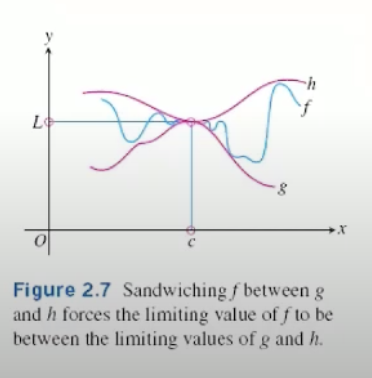 y
h
f
L
g
x
O
c
Figure 2.7 Sandwiching f between g
and h forces the limiting value of f to be
between the limiting values of g and h.